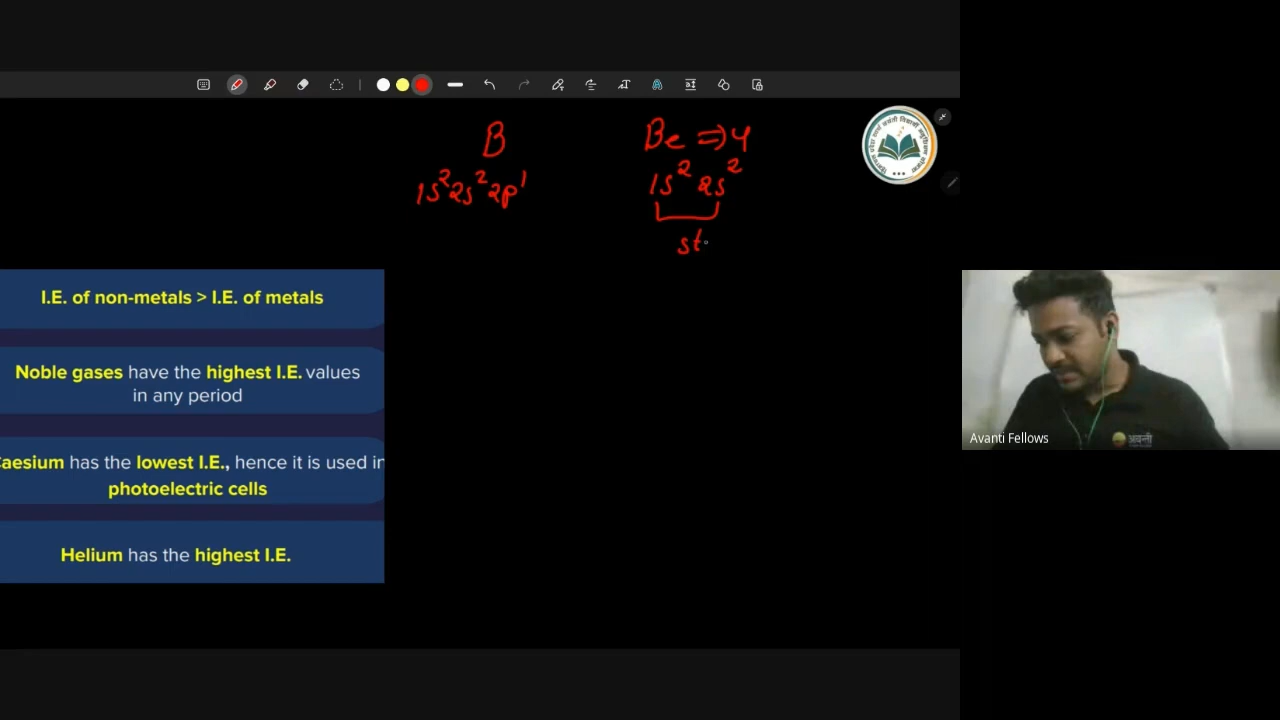 B
1s²2s²2p¹
Be ⇒ 4
1s² 2s²
st
I.E. of non-metals > I.E. of metals
Noble gases have the highest I.E. values
in any period
aesium has the lowest I.E., hence it is used in
photoelectric cells
Helium has the highest I.E.
Avanti Fellows
अवन्ती